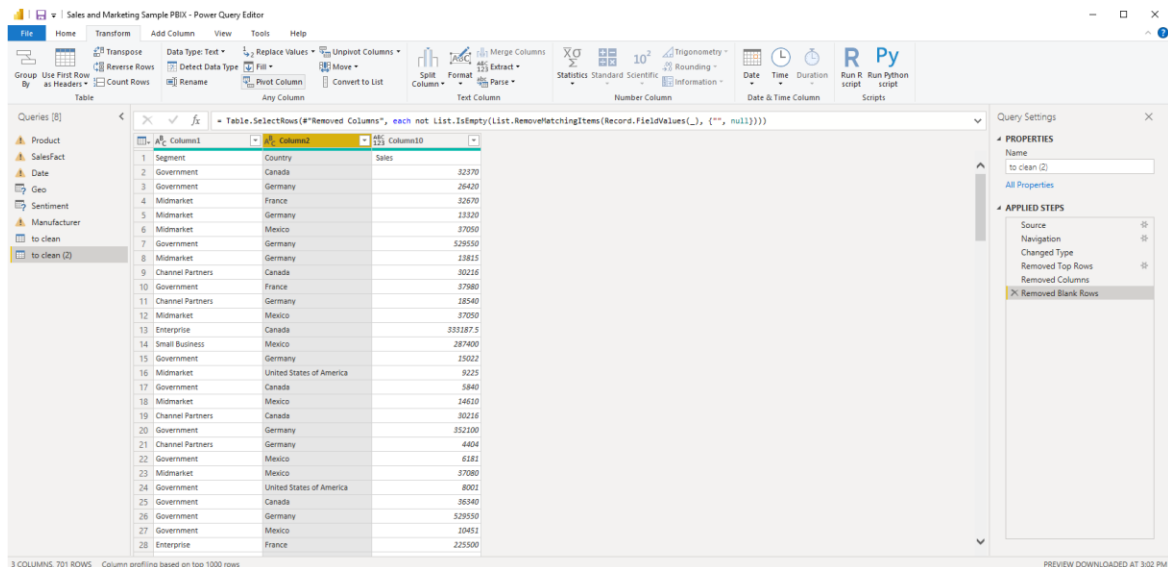 Sales and Marketing Sample PBIX - Power Query Editor
File Home Transform Add Column View Tools Help
Group By
Use First Row as Headers
Transpose
Reverse Rows
Count Rows
Table
Data Type: Text
Detect Data Type
Rename
Replace Values
Fill
Pivot Column
Unpivot Columns
Move
Convert to List
Any Column
Split Column
Format
Merge Columns
Extract
Parse
Text Column
Statistics
Standard
Scientific
Trigonometry
Rounding
Information
Number Column
Date
Time
Duration
Date & Time Column
Run R script
Run Python script
Scripts
Queries [8]
Product
SalesFact
Date
Geo
Sentiment
Manufacturer
to clean
to clean (2)
= Table.SelectRows(#"Removed Columns", each not List.IsEmpty(List.RemoveMatchingItems(Record.FieldValues(_), {"", null})))
Column1 Column2 Column10
1 Segment Country Sales
2 Government Canada 32370
3 Government Germany 26420
4 Midmarket France 32670
5 Midmarket Germany 13320
6 Midmarket Mexico 37050
7 Government Germany 529550
8 Midmarket Germany 13815
9 Channel Partners Canada 30216
10 Government France 37980
11 Channel Partners Germany 18540
12 Midmarket Mexico 37050
13 Enterprise Canada 333187.5
14 Small Business Mexico 287400
15 Government Germany 15022
16 Midmarket United States of America 9225
17 Government Canada 5840
18 Midmarket Mexico 14610
19 Channel Partners Canada 30216
20 Government Germany 352100
21 Channel Partners Germany 4404
22 Government Mexico 6181
23 Midmarket Mexico 37080
24 Government United States of America 8001
25 Government Canada 36340
26 Government Germany 529550
27 Government Mexico 10451
28 Enterprise France 225500
Query Settings
PROPERTIES
Name
to clean (2)
All Properties
APPLIED STEPS
Source
Navigation
Changed Type
Removed Top Rows
Removed Columns
Removed Blank Rows
3 COLUMNS, 701 ROWS Column profiling based on top 1000 rows
PREVIEW DOWNLOADED AT 3:02 PM